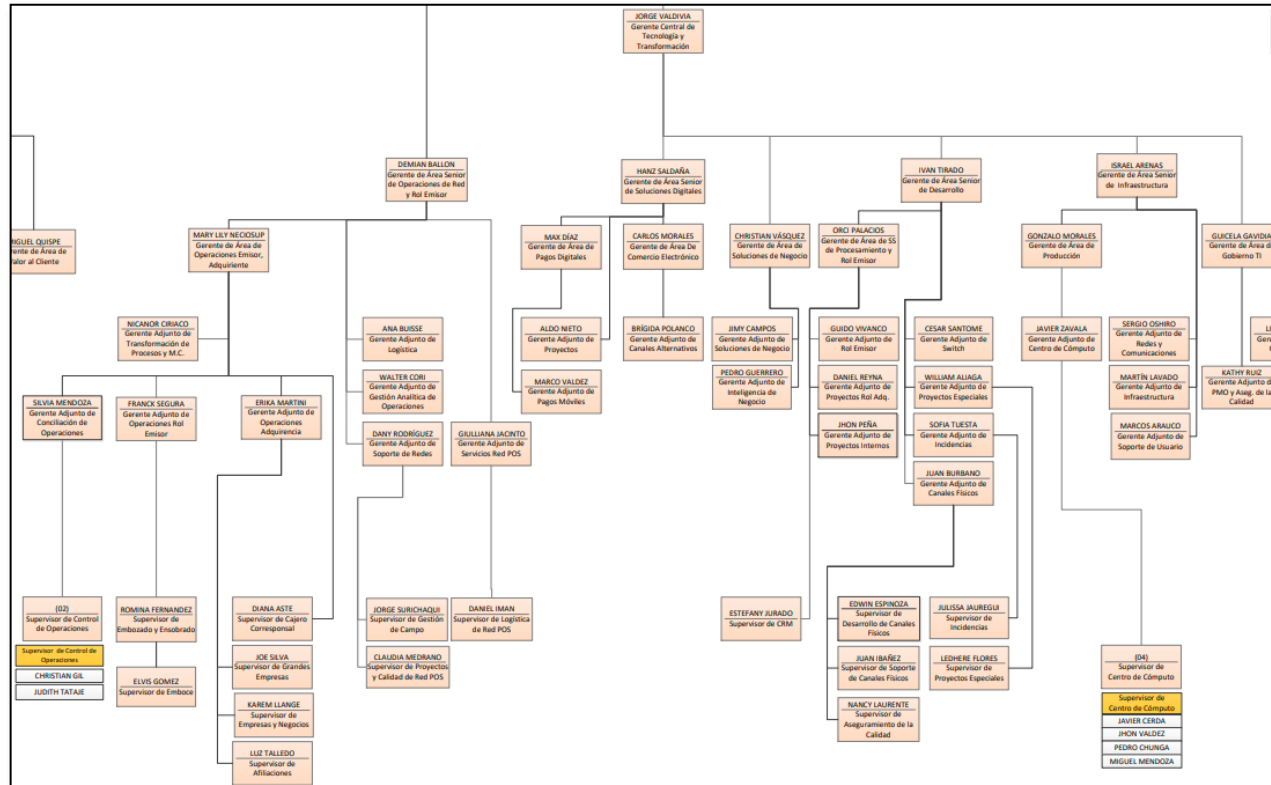 JORGE VALDIVIA
Gerente Central de
Tecnología y
Transformación
DEMIAN BALLON
Gerente de Área Senior
de Operaciones de Red
y Rol Emisor
HANZ SALDAÑA
Gerente de Área Senior
de Soluciones Digitales
IVAN TIRADO
Gerente de Área Senior
de Desarrollo
ISRAEL ARENAS
Gerente de Área Senior
de Infraestructura
MIGUEL QUISPE
rente de Área de
Valor al Cliente
MARY LILY NECIOSUP
Gerente de Área de
Operaciones Emisor,
Adquiriente
MAX DÍAZ
Gerente de Área de
Pagos Digitales
CARLOS MORALES
Gerente de Área De
Comercio Electrónico
CHRISTIAN VÁSQUEZ
Gerente de Área de
Soluciones de Negocio
ORCI PALACIOS
Gerente de Área de SS
de Procesamiento y
Rol Emisor
GONZALO MORALES
Gerente de Área de
Producción
GUICELA GAVIDIA
Gerente de Área de
Gobierno TI
NICANOR CIRIACO
Gerente Adjunto de
Transformación de
Procesos y M.C.
ANA BUISSE
Gerente Adjunto de
Logística
ALDO NIETO
Gerente Adjunto de
Proyectos
BRÍGIDA POLANCO
Gerente Adjunto de
Canales Alternativos
JIMY CAMPOS
Gerente Adjunto de
Soluciones de Negocio
GUIDO VIVANCO
Gerente Adjunto de
Rol Emisor
CESAR SANTOME
Gerente Adjunto de
Switch
JAVIER ZAVALA
Gerente Adjunto de
Centro de Cómputo
SERGIO OSHIRO
Gerente Adjunto de
Redes y
Comunicaciones
WALTER CORI
Gerente Adjunto de
Gestión Analítica de
Operaciones
MARCO VALDEZ
Gerente Adjunto de
Pagos Móviles
PEDRO GUERRERO
Gerente Adjunto de
Inteligencia de
Negocio
DANIEL REYNA
Gerente Adjunto de
Proyectos Rol Adq.
WILLIAM ALIAGA
Gerente Adjunto de
Proyectos Especiales
MARTÍN LAVADO
Gerente Adjunto de
Infraestructura
KATHY RUIZ
Gerente Adjunto de
PMO y Aseg. de la
Calidad
SILVIA MENDOZA
Gerente Adjunto de
Conciliación de
Operaciones
FRANCK SEGURA
Gerente Adjunto de
Operaciones Rol
Emisor
ERIKA MARTINI
Gerente Adjunto de
Operaciones
Adquirencia
DANY RODRÍGUEZ
Gerente Adjunto de
Soporte de Redes
GIULLIANA JACINTO
Gerente Adjunto de
Servicios Red POS
JHON PEÑA
Gerente Adjunto de
Proyectos Internos
SOFIA TUESTA
Gerente Adjunto de
Incidencias
MARCOS ARAUCO
Gerente Adjunto de
Soporte de Usuario
JUAN BURBANO
Gerente Adjunto de
Canales Físicos
(02)
Supervisor de Control
de Operaciones
Supervisor de Control de
Operaciones
CHRISTIAN GIL
JUDITH TATAJE
ROMINA FERNANDEZ
Supervisor de
Embozado y Ensobrado
ELVIS GOMEZ
Supervisor de Emboce
DIANA ASTE
Supervisor de Cajero
Corresponsal
JOE SILVA
Supervisor de Grandes
Empresas
KAREM LLANGE
Supervisor de
Empresas y Negocios
LUZ TALLEDO
Supervisor de
Afiliaciones
JORGE SURICHAQUI
Supervisor de Gestión
de Campo
CLAUDIA MEDRANO
Supervisor de Proyectos
y Calidad de Red POS
DANIEL IMAN
Supervisor de Logística
de Red POS
ESTEFANY JURADO
Supervisor de CRM
EDWIN ESPINOZA
Supervisor de
Desarrollo de Canales
Físicos
JUAN IBAÑEZ
Supervisor de Soporte
de Canales Físicos
NANCY LAURENTE
Supervisor de
Aseguramiento de la
Calidad
JULISSA JAUREGUI
Supervisor de
Incidencias
LEDHERE FLORES
Supervisor de
Proyectos Especiales
(04)
Supervisor de
Centro de Cómputo
Supervisor de
Centro de Cómputo
JAVIER CERDA
JHON VALDEZ
PEDRO CHUNGA
MIGUEL MENDOZA